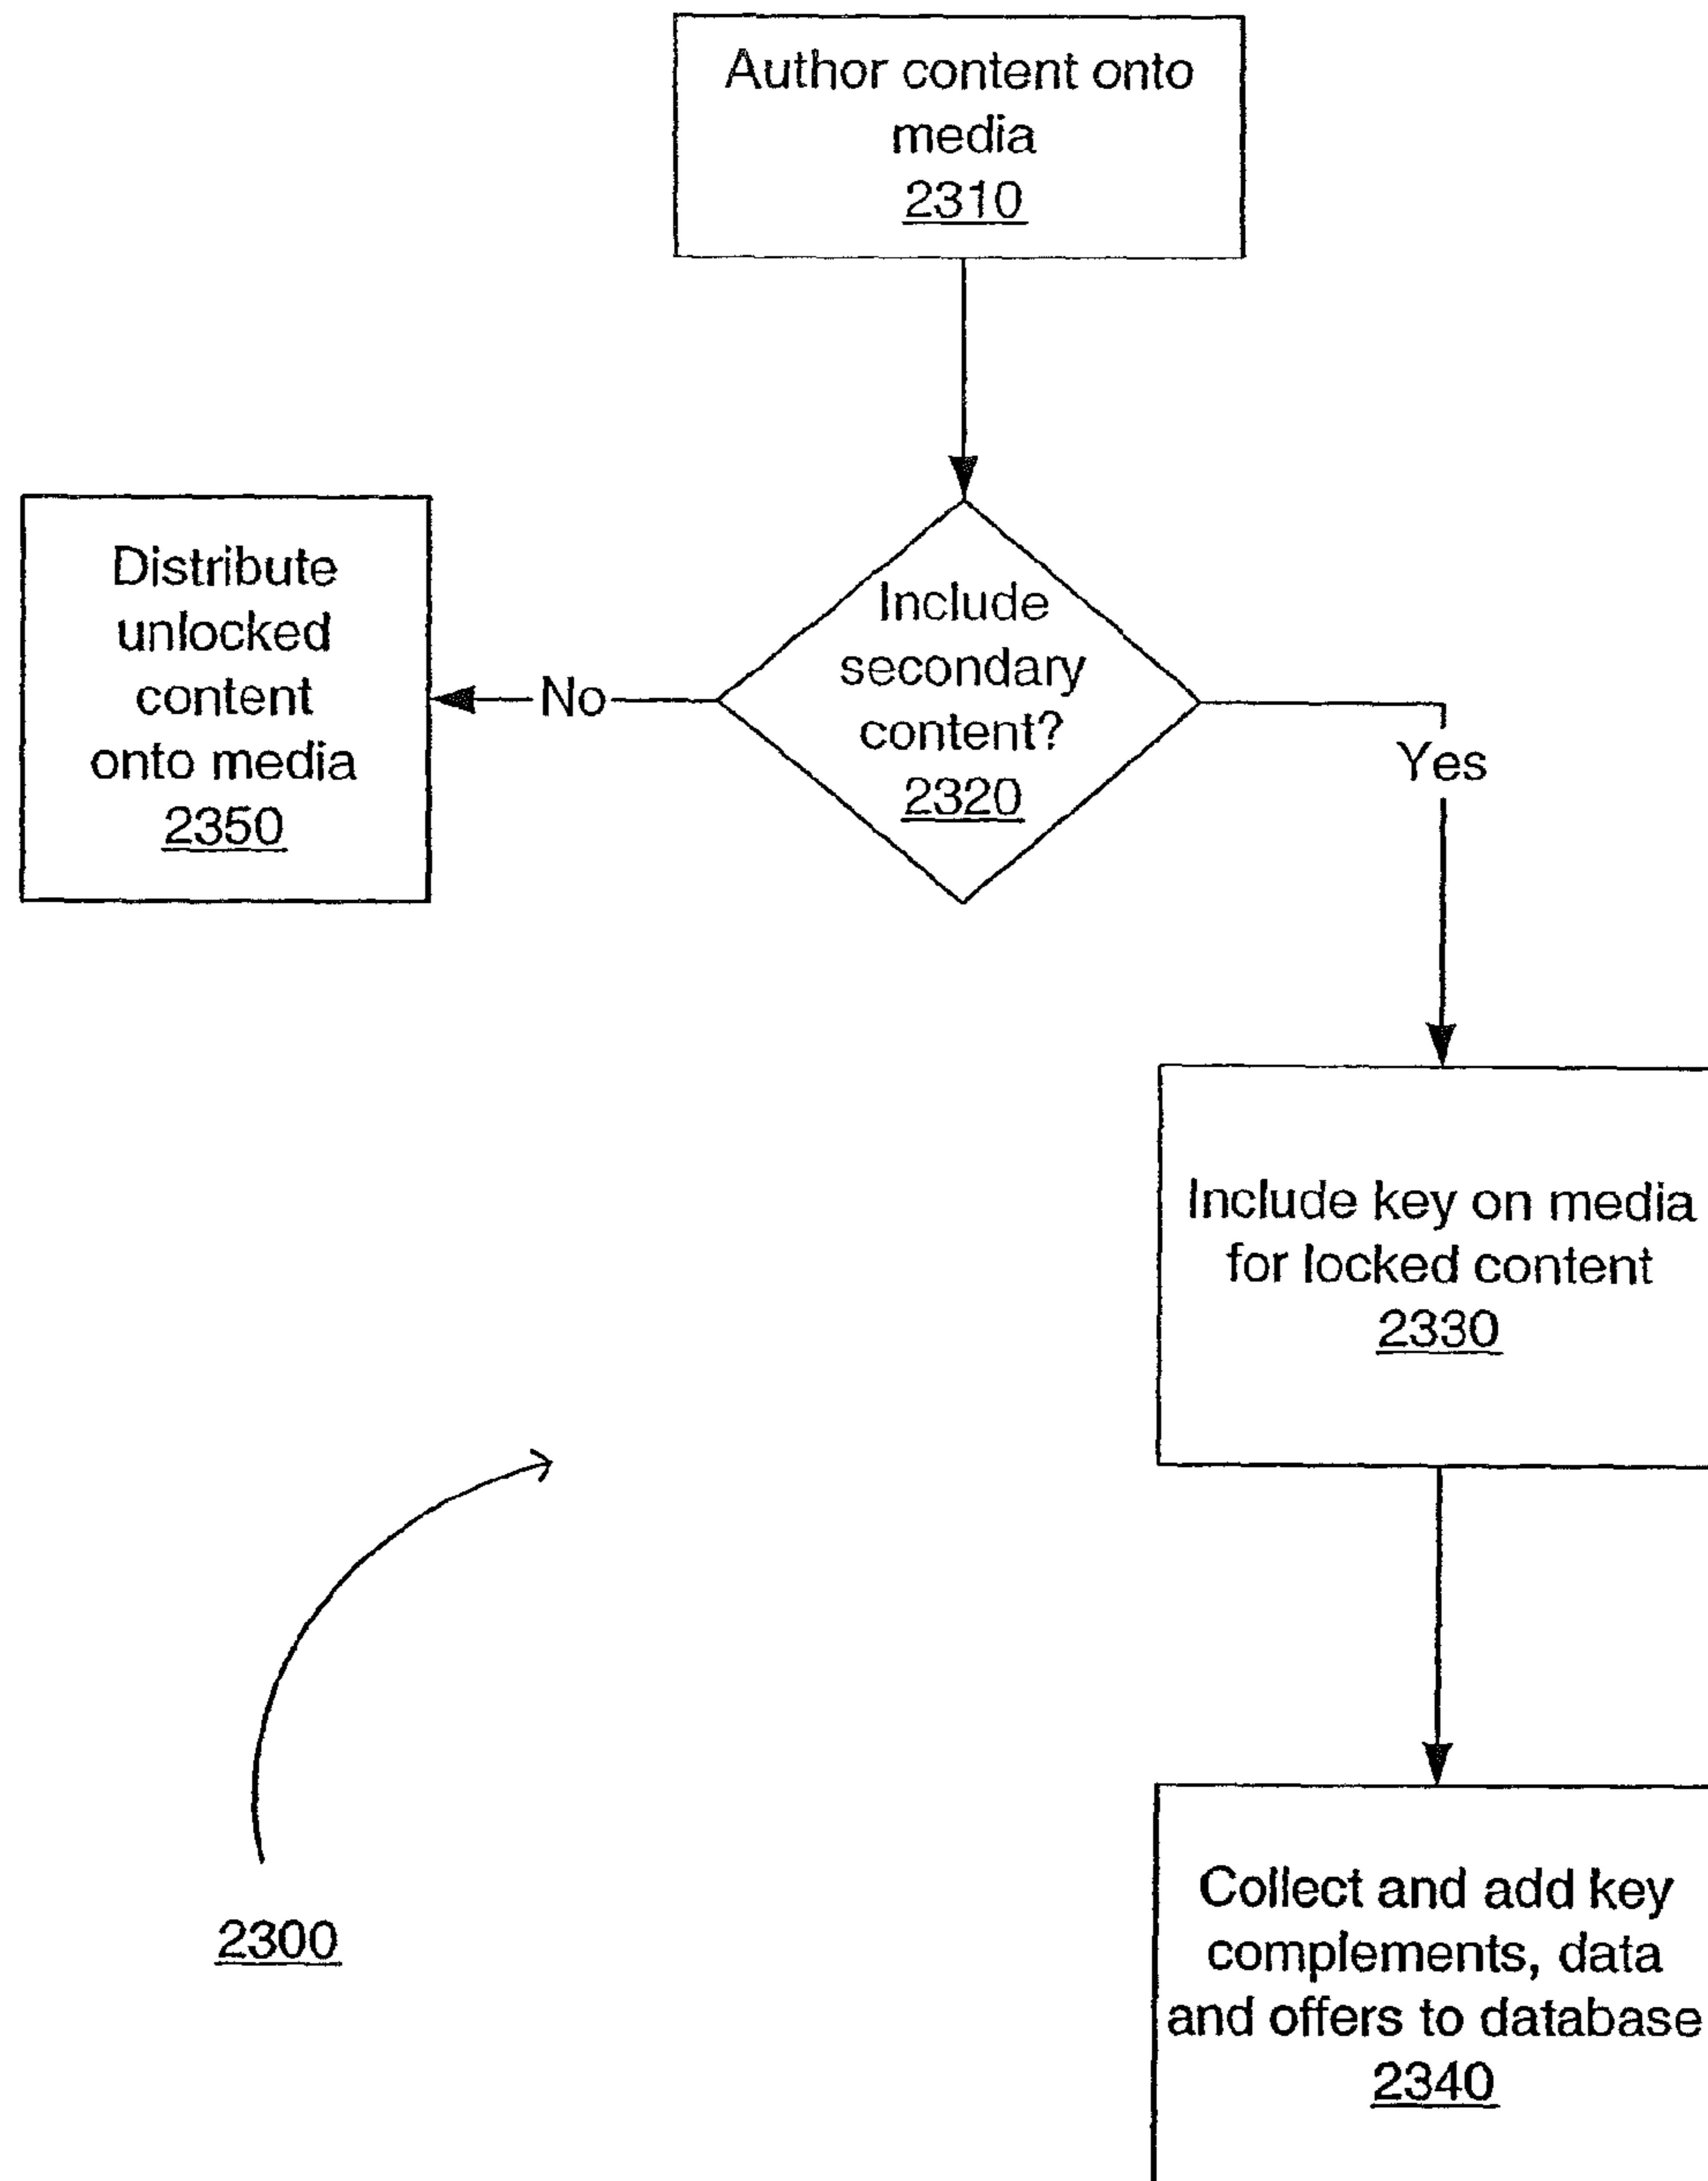 Author content onto
media
2310
Include
secondary
content?
2320
No
Yes
Distribute
unlocked
content
onto media
2350
Include key on media
for locked content
2330
Collect and add key
complements, data
and offers to database
2340
2300